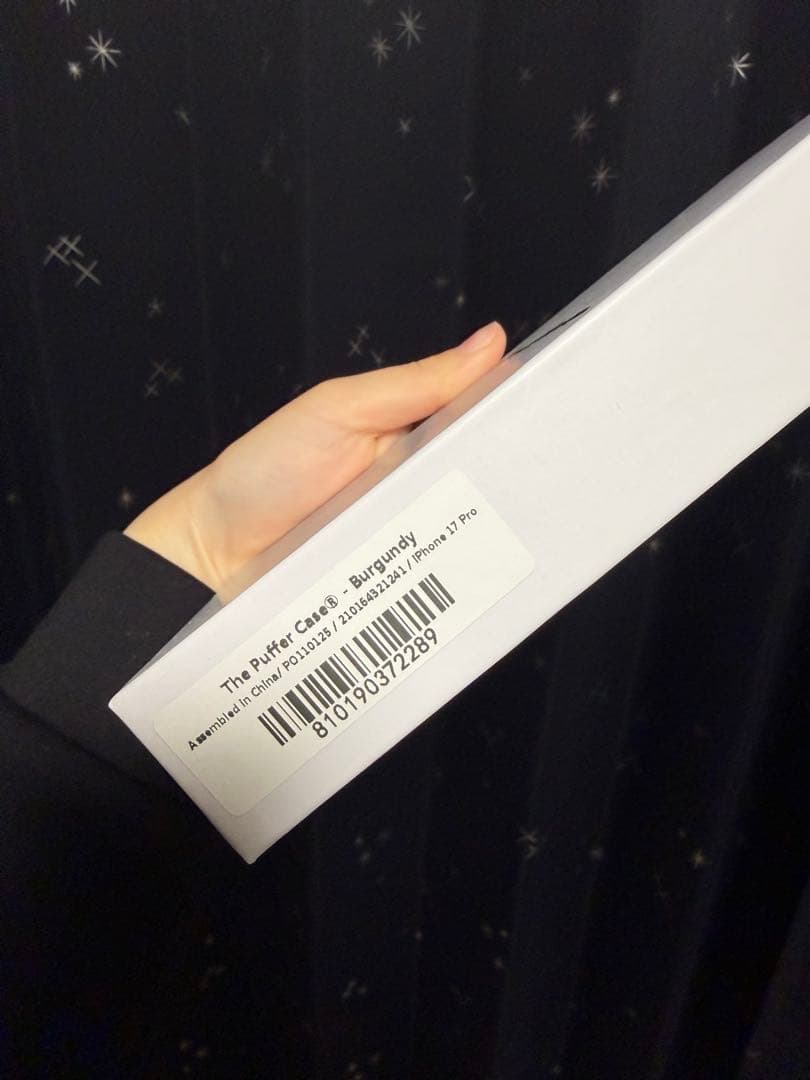 The Puffer Case® - Burgundy
Assembled in China/ PO110125 / 210164321241 / iPhone 17 Pro
810190372289